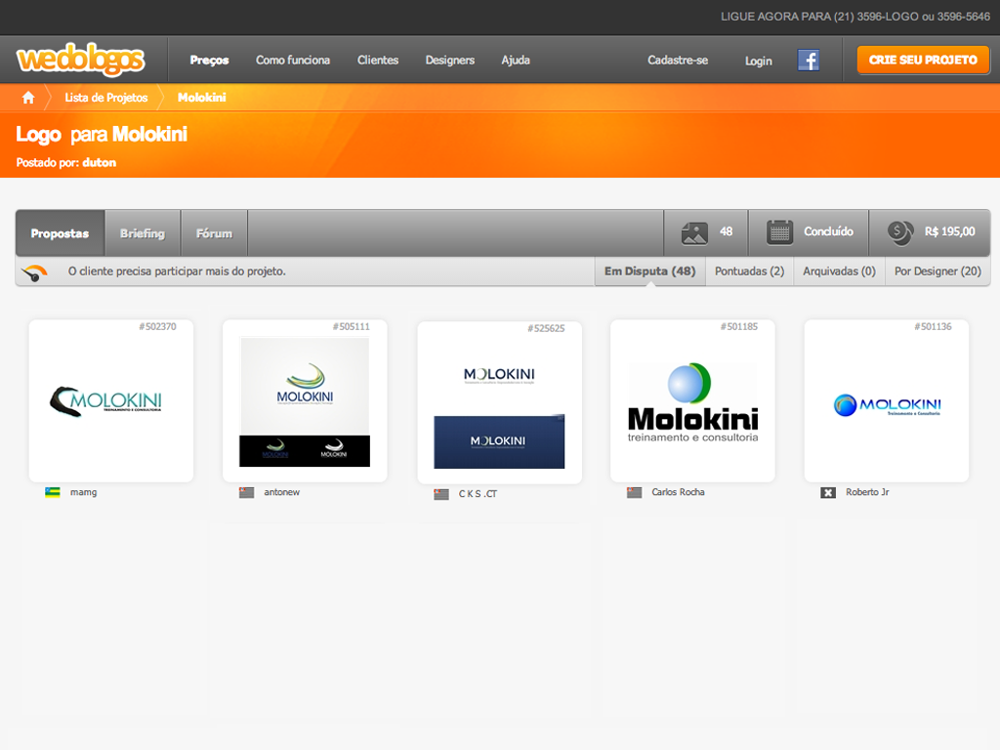 LIGUE AGORA PARA (21) 3596-LOGO ou 3596-5646
wedologos
Preços Como funciona Clientes Designers Ajuda Cadastre-se Login f CRIE SEU PROJETO
Lista de Projetos Molokini
Logo para Molokini
Postado por: duton
Propostas Briefing Fórum 48 Concluído R$ 195,00
O cliente precisa participar mais do projeto. Em Disputa (48) Pontuadas (2) Arquivadas (0) Por Designer (20)
#502370 #505111 #525625 #501185 #501136
MOLOKINI
TREINAMENTO E CONSULTORIA
MOLOKINI
MOLOKINI
MOLOKINI
MOLOKINI
MOLOKINI
Molokini
treinamento e consultoria
MOLOKINI
Treinamento e Consultoria
mamg antonew C K S .CT Carlos Rocha Roberto Jr